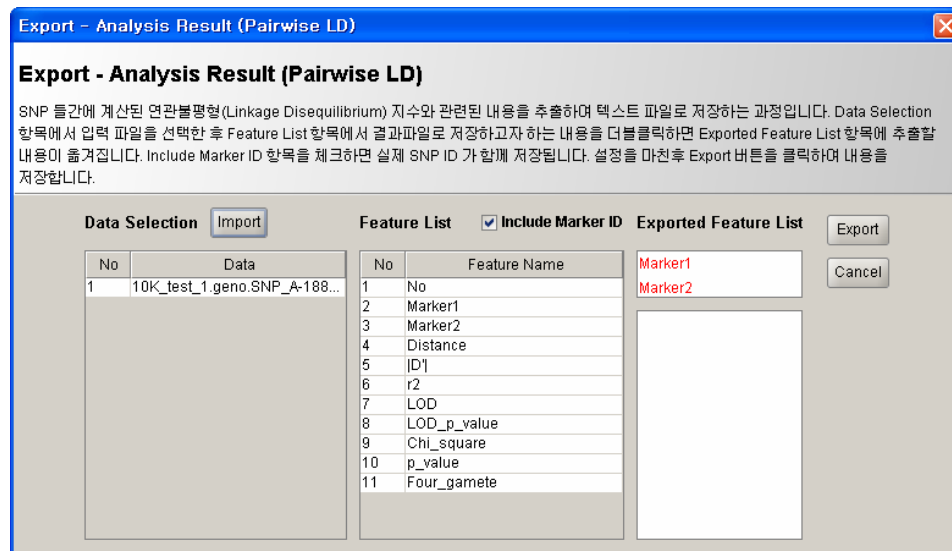 Export - Analysis Result (Pairwise LD)
Export - Analysis Result (Pairwise LD)
SNP 들간에 계산된 연관불평형(Linkage Disequilibrium) 지수와 관련된 내용을 추출하여 텍스트 파일로 저장하는 과정입니다. Data Selection
항목에서 입력 파일을 선택한 후 Feature List 항목에서 결과파일로 저장하고자 하는 내용을 더블클릭하면 Exported Feature List 항목에 추출할
내용이 옮겨집니다. Include Marker ID 항목을 체크하면 실제 SNP ID 가 함께 저장됩니다. 설정을 마친후 Export 버튼을 클릭하여 내용을
저장합니다.
Data Selection Import Feature List Include Marker ID Exported Feature List Export
No Data
1 10K_test_1.geno.SNP_A-188...
No Feature Name
1 No
2 Marker1
3 Marker2
4 Distance
5 |D'|
6 r2
7 LOD
8 LOD_p_value
9 Chi_square
10 p_value
11 Four_gamete
Marker1
Marker2
Cancel